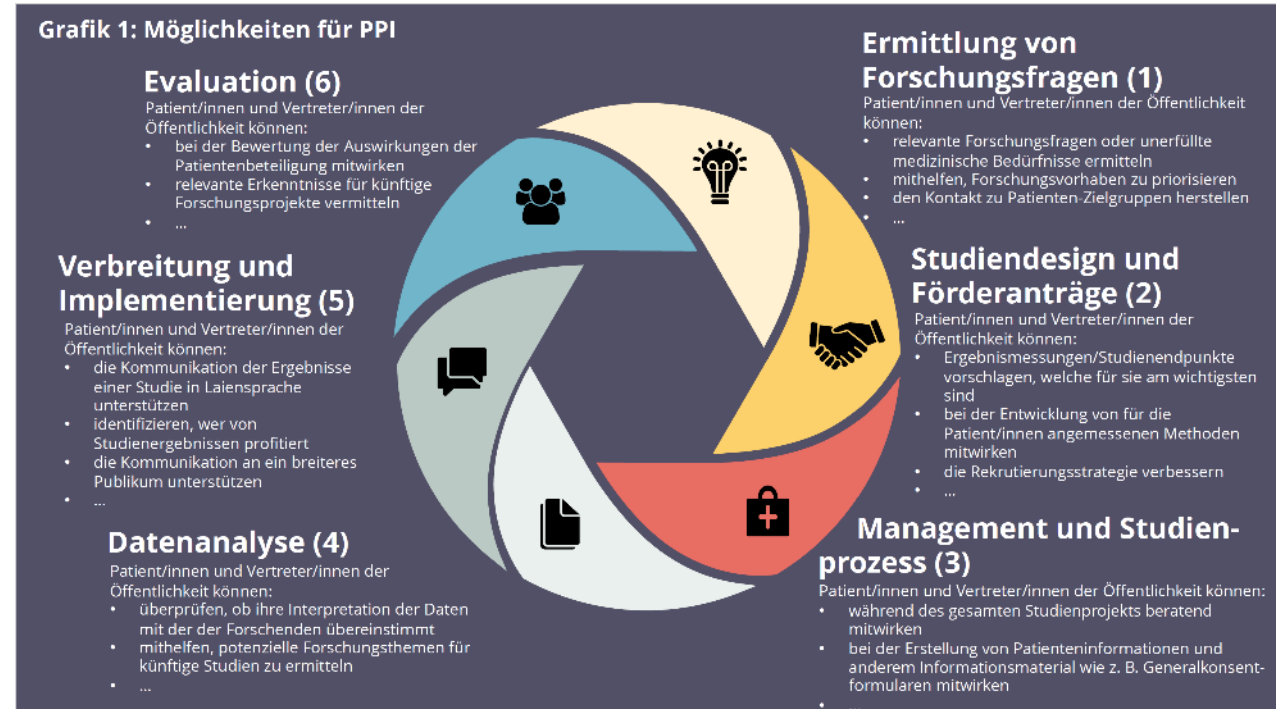 Grafik 1: Möglichkeiten für PPI
Ermittlung von
Forschungsfragen (1)
Patient/innen und Vertreter/innen der Öffentlichkeit
können:
• relevante Forschungsfragen oder unerfüllte
medizinische Bedürfnisse ermitteln
• mithelfen, Forschungsvorhaben zu priorisieren
• den Kontakt zu Patienten-Zielgruppen herstellen
• ...
Studiendesign und
Förderanträge (2)
Patient/innen und Vertreter/innen der
Öffentlichkeit können:
• Ergebnismessungen/Studienendpunkte
vorschlagen, welche für sie am wichtigsten
sind
• bei der Entwicklung von für die
Patient/innen angemessenen Methoden
mitwirken
• die Rekrutierungsstrategie verbessern
• ...
Management und Studien-
prozess (3)
Patient/innen und Vertreter/innen der Öffentlichkeit können:
• während des gesamten Studienprojekts beratend
mitwirken
• bei der Erstellung von Patienteninformationen und
anderem Informationsmaterial wie z. B. Generalkonsent-
formularen mitwirken
• ...
Datenanalyse (4)
Patient/innen und Vertreter/innen der
Öffentlichkeit können:
• überprüfen, ob ihre Interpretation der Daten
mit der der Forschenden übereinstimmt
• mithelfen, potenzielle Forschungsthemen für
künftige Studien zu ermitteln
• ...
Verbreitung und
Implementierung (5)
Patient/innen und Vertreter/innen der
Öffentlichkeit können:
• die Kommunikation der Ergebnisse
einer Studie in Laiensprache
unterstützen
• identifizieren, wer von
Studienergebnissen profitiert
• die Kommunikation an ein breiteres
Publikum unterstützen
• ...
Evaluation (6)
Patient/innen und Vertreter/innen der
Öffentlichkeit können:
• bei der Bewertung der Auswirkungen der
Patientenbeteiligung mitwirken
• relevante Erkenntnisse für künftige
Forschungsprojekte vermitteln
• ...